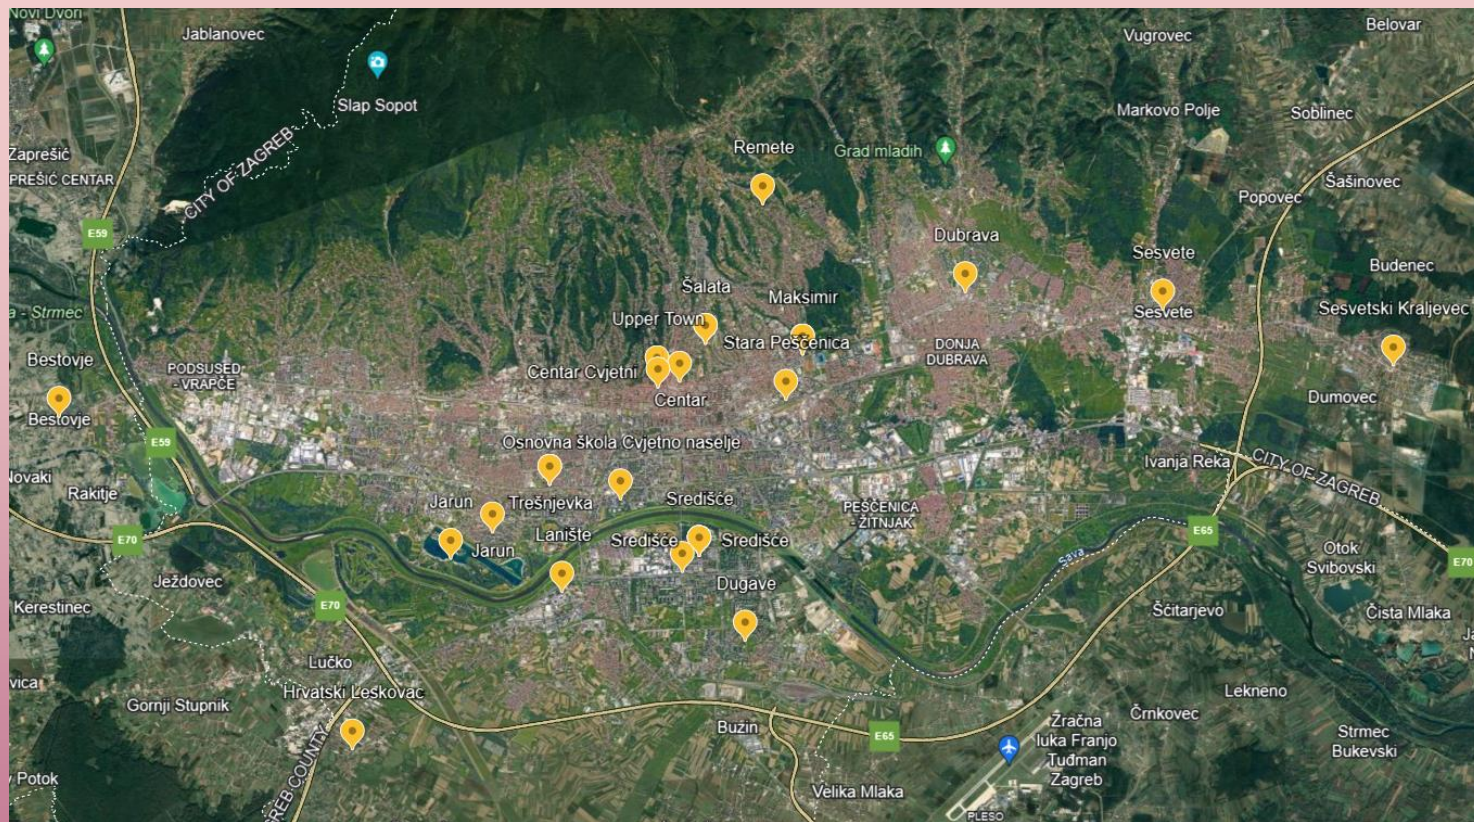 Novi Dvori
Jablanovec
Vugrovec
Belovar
Slap Sopot
Markovo Polje
Soblinec
CITY OF ZAGREB
Remete
Grad mladih
Zaprešić
PREŠIĆ CENTAR
Šašinovec
Popovec
E59
Dubrava
Sesvete
Budenec
Šalata
Maksimir
a - Strmec
Upper Town
Sesvete
Sesvetski Kraljevec
Stara Peščenica
DONJA
DUBRAVA
Bestovje
PODSUSED
- VRAPČE
Centar Cvjetni
Centar
Dumovec
Bestovje
E59
Osnovna škola Cvjetno naselje
Ivanja Reka
CITY OF ZAGREB
Novaki
Rakitje
Jarun
Trešnjevka
Središće
PEŠČENICA
- ŽITNJAK
E65
Lanište
Središće
Središće
E70
Jarun
Sava
Otok
Svibovski
E70
Ježdovec
Dugave
Kerestinec
E70
Ščitarjevo
Čista Mlaka
Lučko
Hrvatski Leskovac
vica
Gornji Stupnik
Lekneno
Črnkovec
Bužin
E65
Zračna
luka Franjo
Tuđman
Zagreb
Strmec
Bukevski
Potok
GREB COUNTY
Velika Mlaka
PLESO